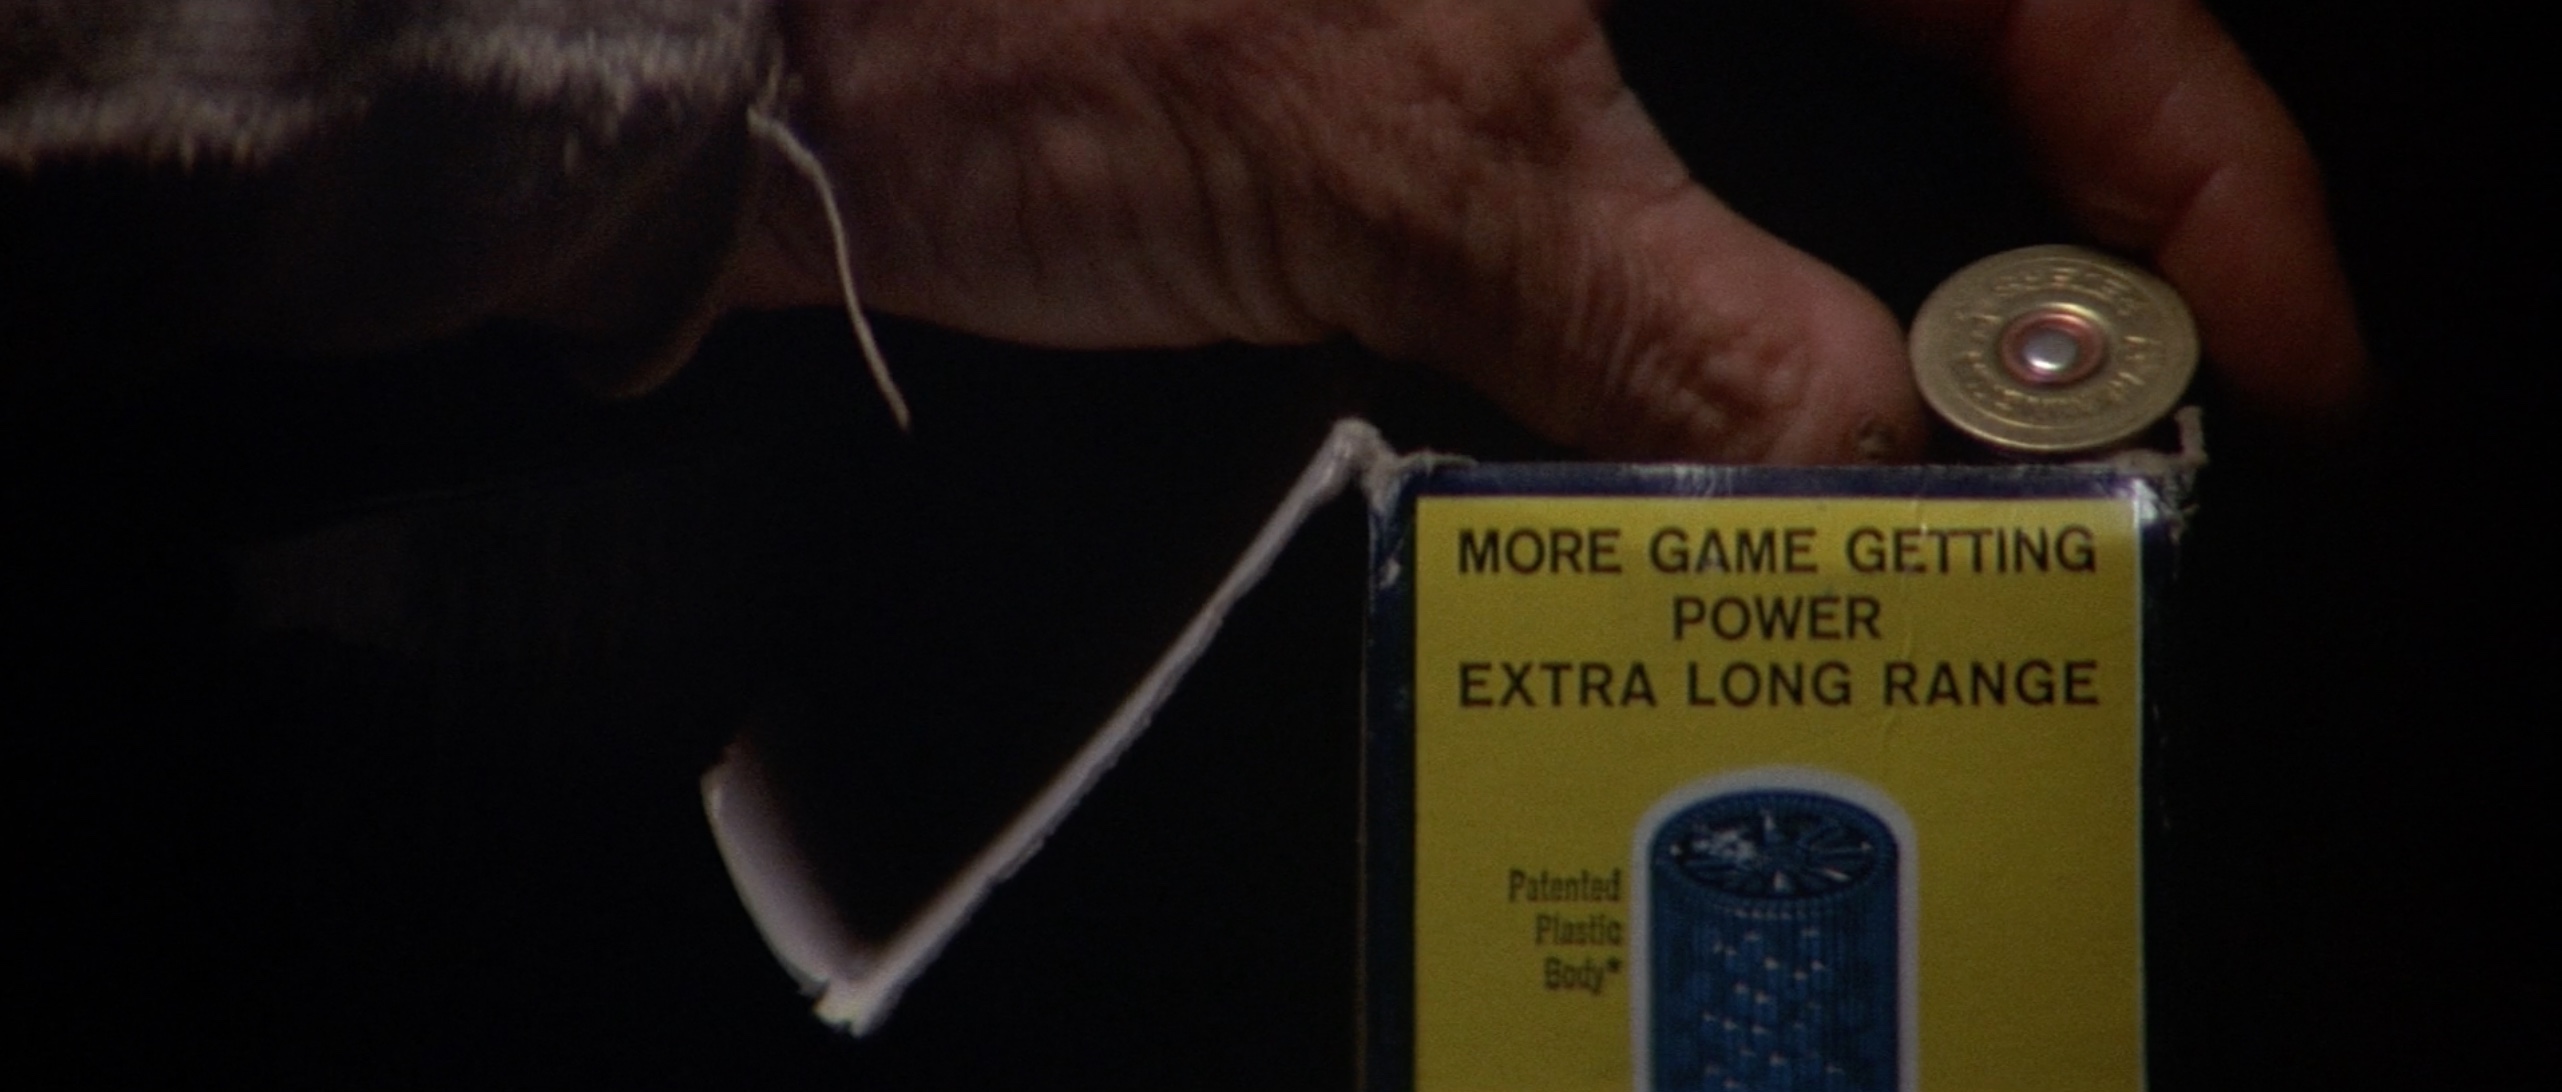 MORE GAME GETTING
POWER
EXTRA LONG RANGE
Patented
Plastic
Body*